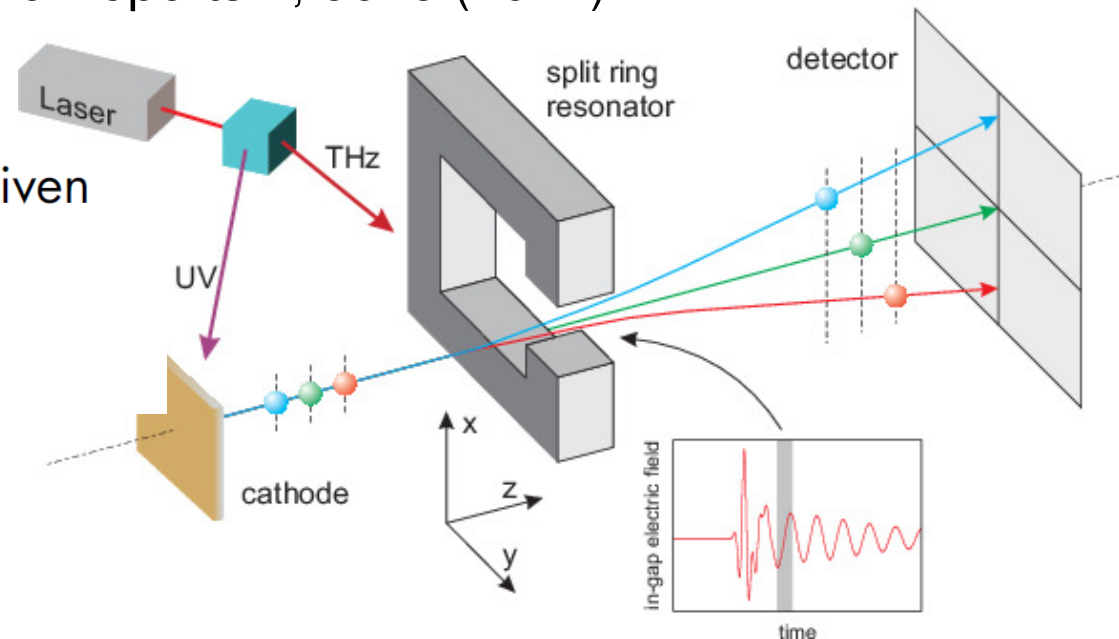 split ring
resonator
detector
Laser
THz
iven
UV
cathode
x
z
y
in-gap electric field
time